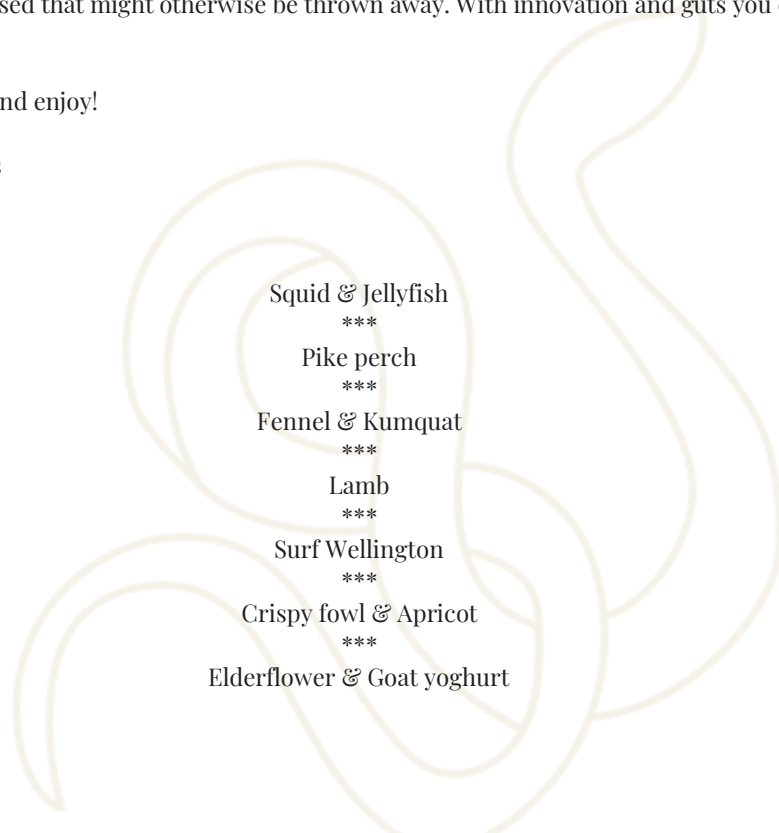 sed that might otherwise be thrown away. With innovation and guts you
nd enjoy!
s
Squid & Jellyfish
***
Pike perch
***
Fennel & Kumquat
***
Lamb
***
Surf Wellington
***
Crispy fowl & Apricot
***
Elderflower & Goat yoghurt